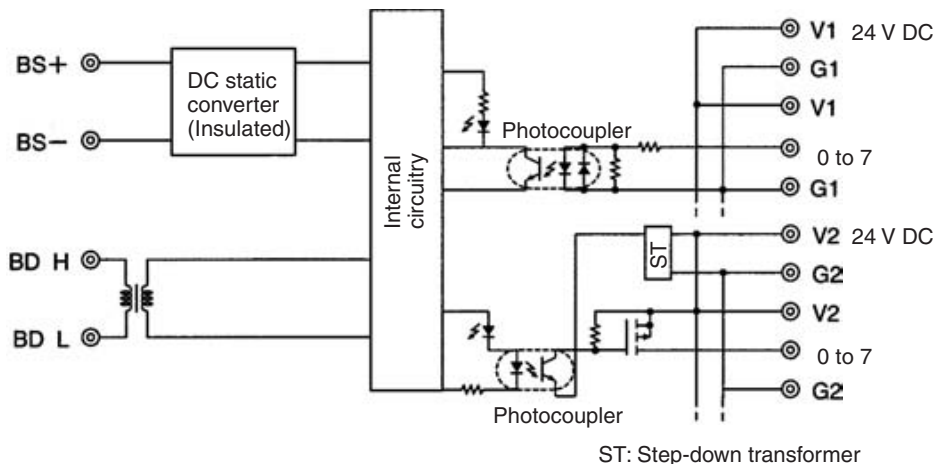 BS+
BS−
BD H
BD L
DC static
converter
(Insulated)
Internal
circuitry
Photocoupler
V1 24 V DC
G1
V1
0 to 7
G1
ST
V2 24 V DC
G2
V2
0 to 7
G2
Photocoupler
ST: Step-down transformer